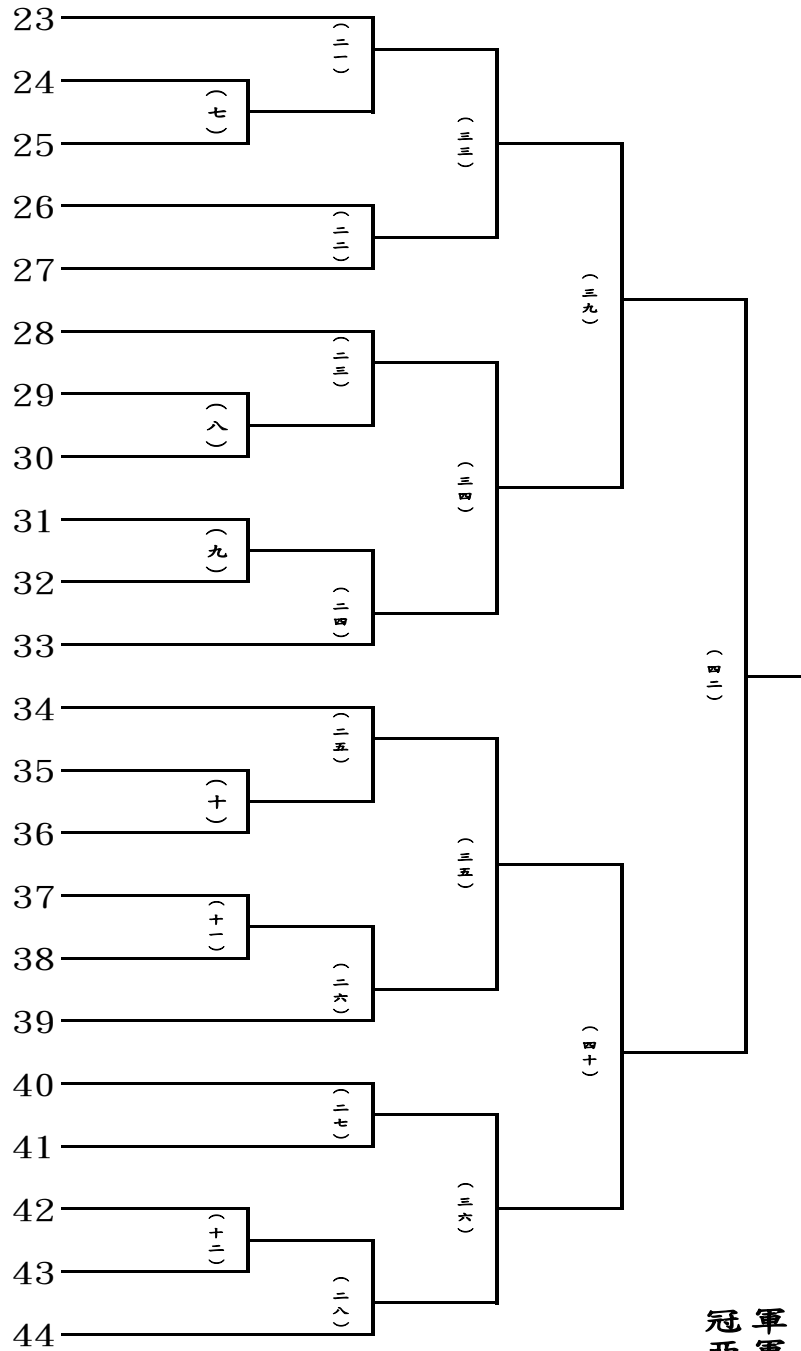 23
(二一)
24
(七)
25
(三三)
26
(二二)
27
(三九)
28
(二三)
29
(八)
30
(三四)
31
(九)
32
(二四)
33
(四二)
34
(二五)
35
(十)
36
(三五)
37
(十一)
38
(二六)
39
(四十)
40
(二七)
41
(三六)
42
(十二)
43
(二八)
44
冠軍
亞軍